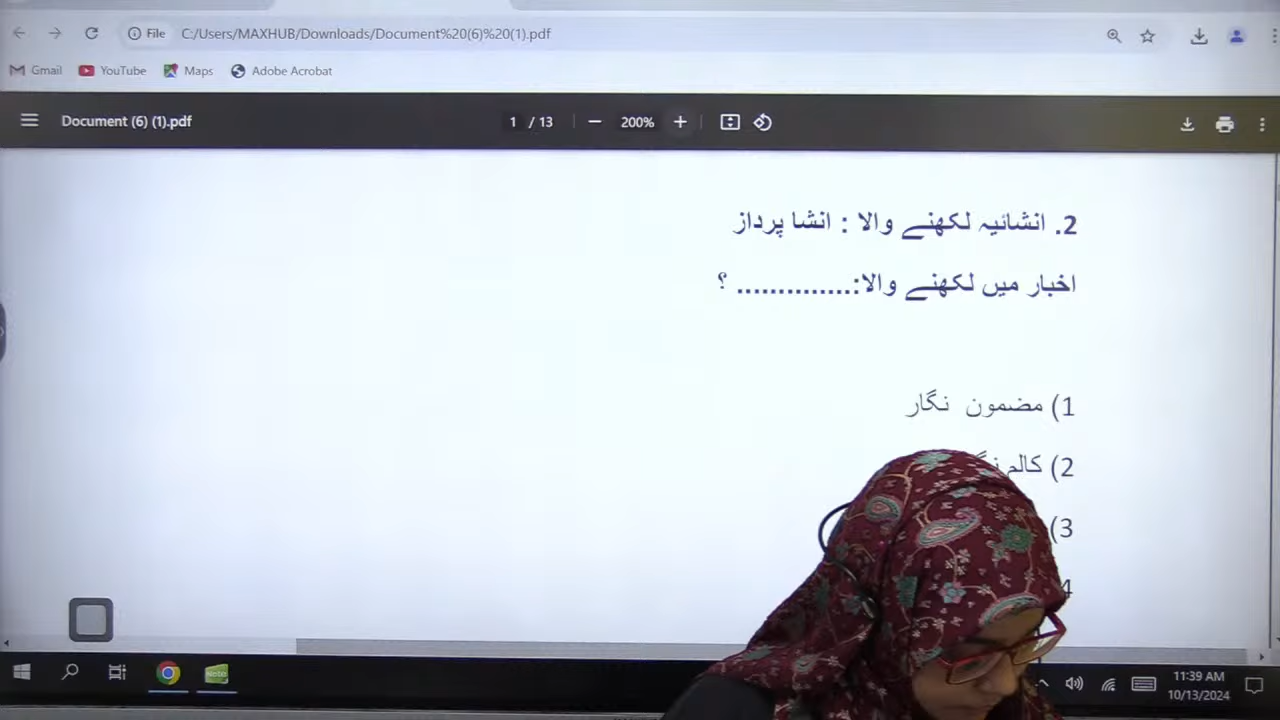 File C:/Users/MAXHUB/Downloads/Document%20(6)%20(1).pdf
Gmail YouTube Maps Adobe Acrobat
Document (6) (1).pdf 1 / 13 200%
2. انشائیہ لکھنے والا : انشا پرداز
اخبار میں لکھنے والا:.............. ؟
1) مضمون نگار
2) کالم
3)
4
Note
11:39 AM
10/13/2024